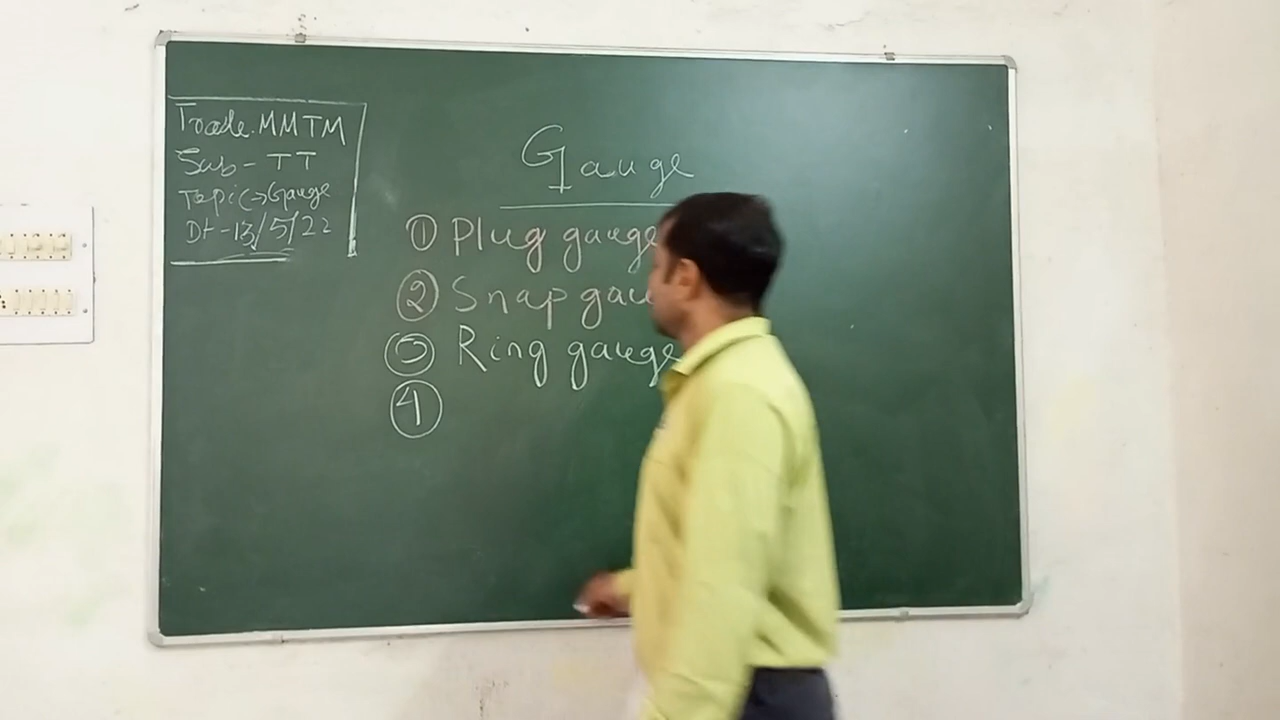 Trade. MMTM
Sub - TT
Topic → Gauge
Dt - 13/5/22
Gauge
① Plug gauge
② Snap gau
③ Ring gauge
④